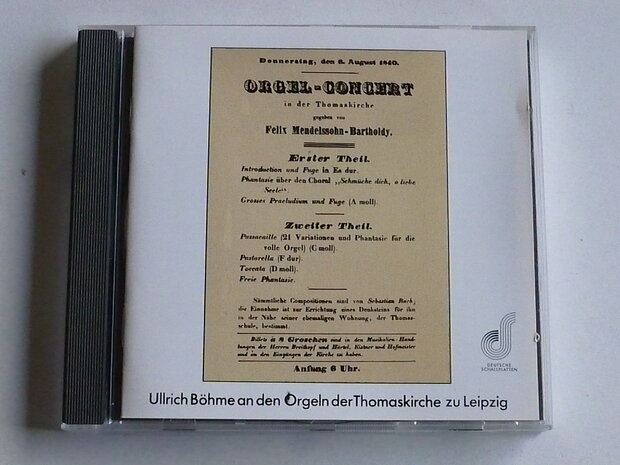 Donnerstag, den 6. August 1840.
ORGEL-CONCERT
in der Thomaskirche
gegeben von
Felix Mendelssohn-Bartholdy.
Erster Theil.
Introduction und Fuge in Es dur.
Phantasie über den Choral „Schmücke dich, o liebe
Seele“.
Grosses Praeludium und Fuge (A moll).
Zweiter Theil.
Passacaille (21 Variationen und Phantasie für die
volle Orgel) (C moll).
Pastorella (F dur).
Toccata (D moll).
Freie Phantasie.
Sämmtliche Compositionen sind von Sebastian Bach;
die Einnahme ist zur Errichtung eines Denksteins für ihn
in der Nähe seiner ehemaligen Wohnung, der Thomas-
schule, bestimmt.
Billets à 8 Groschen sind in den Musikalien-Hand-
lungen der Herren Breitkopf und Härtel, Kistner und Hofmeister
und in den Eingängen der Kirche zu haben.
Anfang 6 Uhr.
DEUTSCHE
SCHALLPLATTEN
Ullrich Böhme an den Orgeln der Thomaskirche zu Leipzig